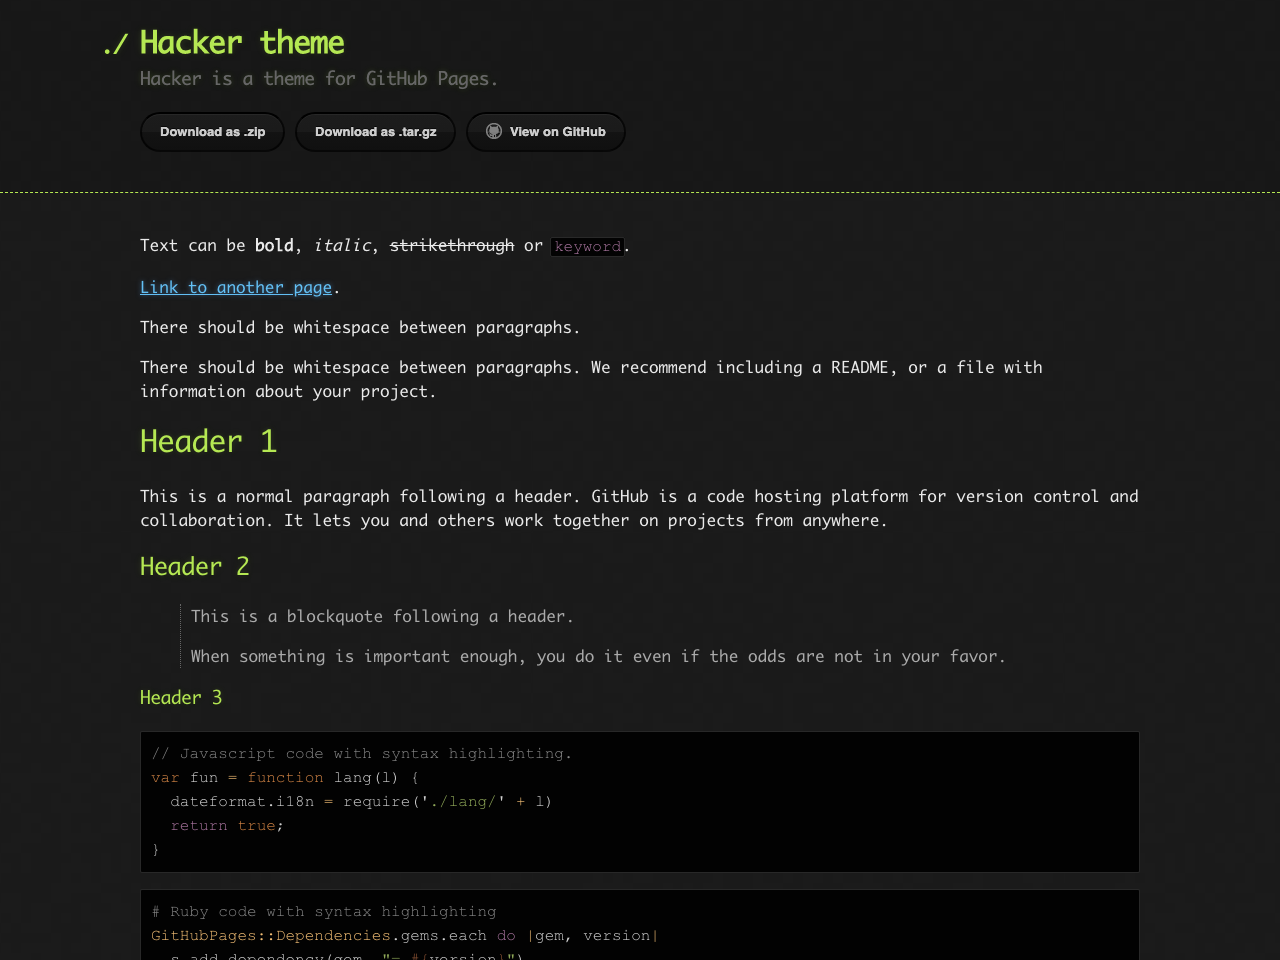 ./ Hacker theme
Hacker is a theme for GitHub Pages.
Download as .zip Download as .tar.gz View on GitHub
Text can be bold, italic, strikethrough or keyword.
Link to another page.
There should be whitespace between paragraphs.
There should be whitespace between paragraphs. We recommend including a README, or a file with
information about your project.
Header 1
This is a normal paragraph following a header. GitHub is a code hosting platform for version control and
collaboration. It lets you and others work together on projects from anywhere.
Header 2
This is a blockquote following a header.
When something is important enough, you do it even if the odds are not in your favor.
Header 3
// Javascript code with syntax highlighting.
var fun = function lang(l) {
  dateformat.i18n = require('./lang/' + l)
  return true;
}
# Ruby code with syntax highlighting
GitHubPages::Dependencies.gems.each do |gem, version|
  s.add_dependency(gem, "= #{version}")